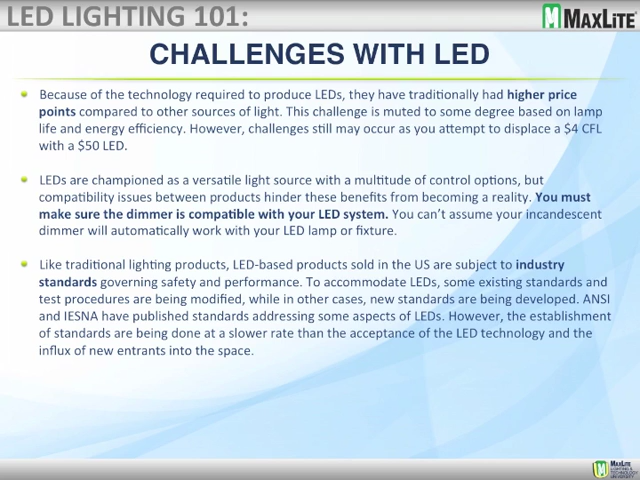 LED LIGHTING 101:
MAXLITE®
CHALLENGES WITH LED
Because of the technology required to produce LEDs, they have traditionally had higher price
points compared to other sources of light. This challenge is muted to some degree based on lamp
life and energy efficiency. However, challenges still may occur as you attempt to displace a $4 CFL
with a $50 LED.
LEDs are championed as a versatile light source with a multitude of control options, but
compatibility issues between products hinder these benefits from becoming a reality. You must
make sure the dimmer is compatible with your LED system. You can't assume your incandescent
dimmer will automatically work with your LED lamp or fixture.
Like traditional lighting products, LED-based products sold in the US are subject to industry
standards governing safety and performance. To accommodate LEDs, some existing standards and
test procedures are being modified, while in other cases, new standards are being developed. ANSI
and IESNA have published standards addressing some aspects of LEDs. However, the establishment
of standards are being done at a slower rate than the acceptance of the LED technology and the
influx of new entrants into the space.
MAXLITE
LIGHTING &
TECHNOLOGY
UNIVERSITY